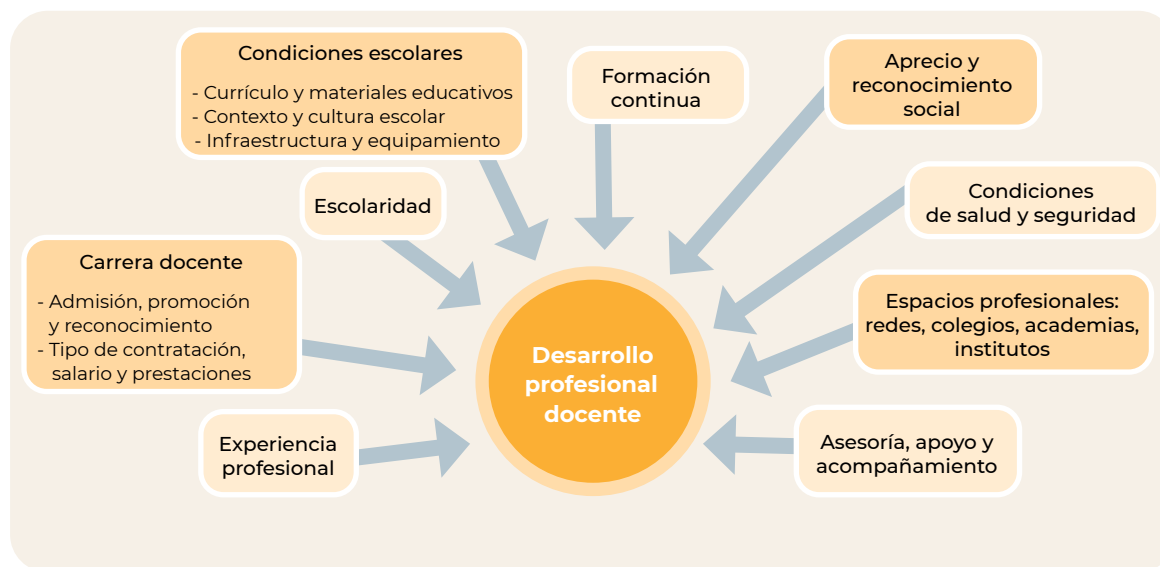 Condiciones escolares
- Currículo y materiales educativos
- Contexto y cultura escolar
- Infraestructura y equipamiento
Formación
continua
Aprecio y
reconocimiento
social
Escolaridad
Condiciones
de salud y seguridad
Carrera docente
- Admisión, promoción
y reconocimiento
- Tipo de contratación,
salario y prestaciones
Espacios profesionales:
redes, colegios, academias,
institutos
Desarrollo
profesional
docente
Experiencia
profesional
Asesoría, apoyo y
acompañamiento